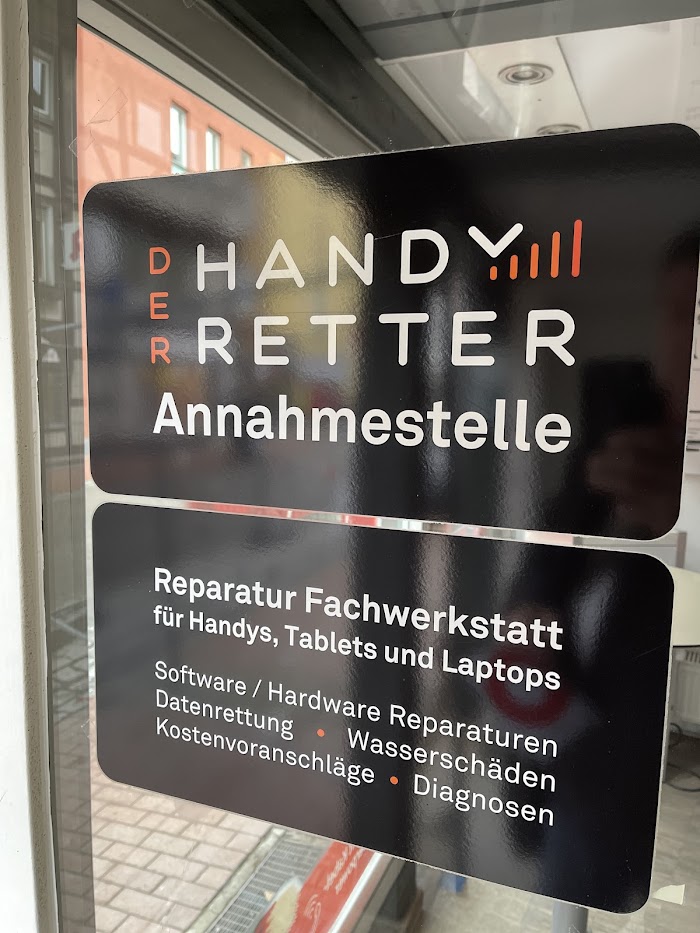 DER
HANDY
RETTER
Annahmestelle
Reparatur Fachwerkstatt
für Handys, Tablets und Laptops
Software / Hardware Reparaturen
Datenrettung • Wasserschäden
Kostenvoranschläge • Diagnosen